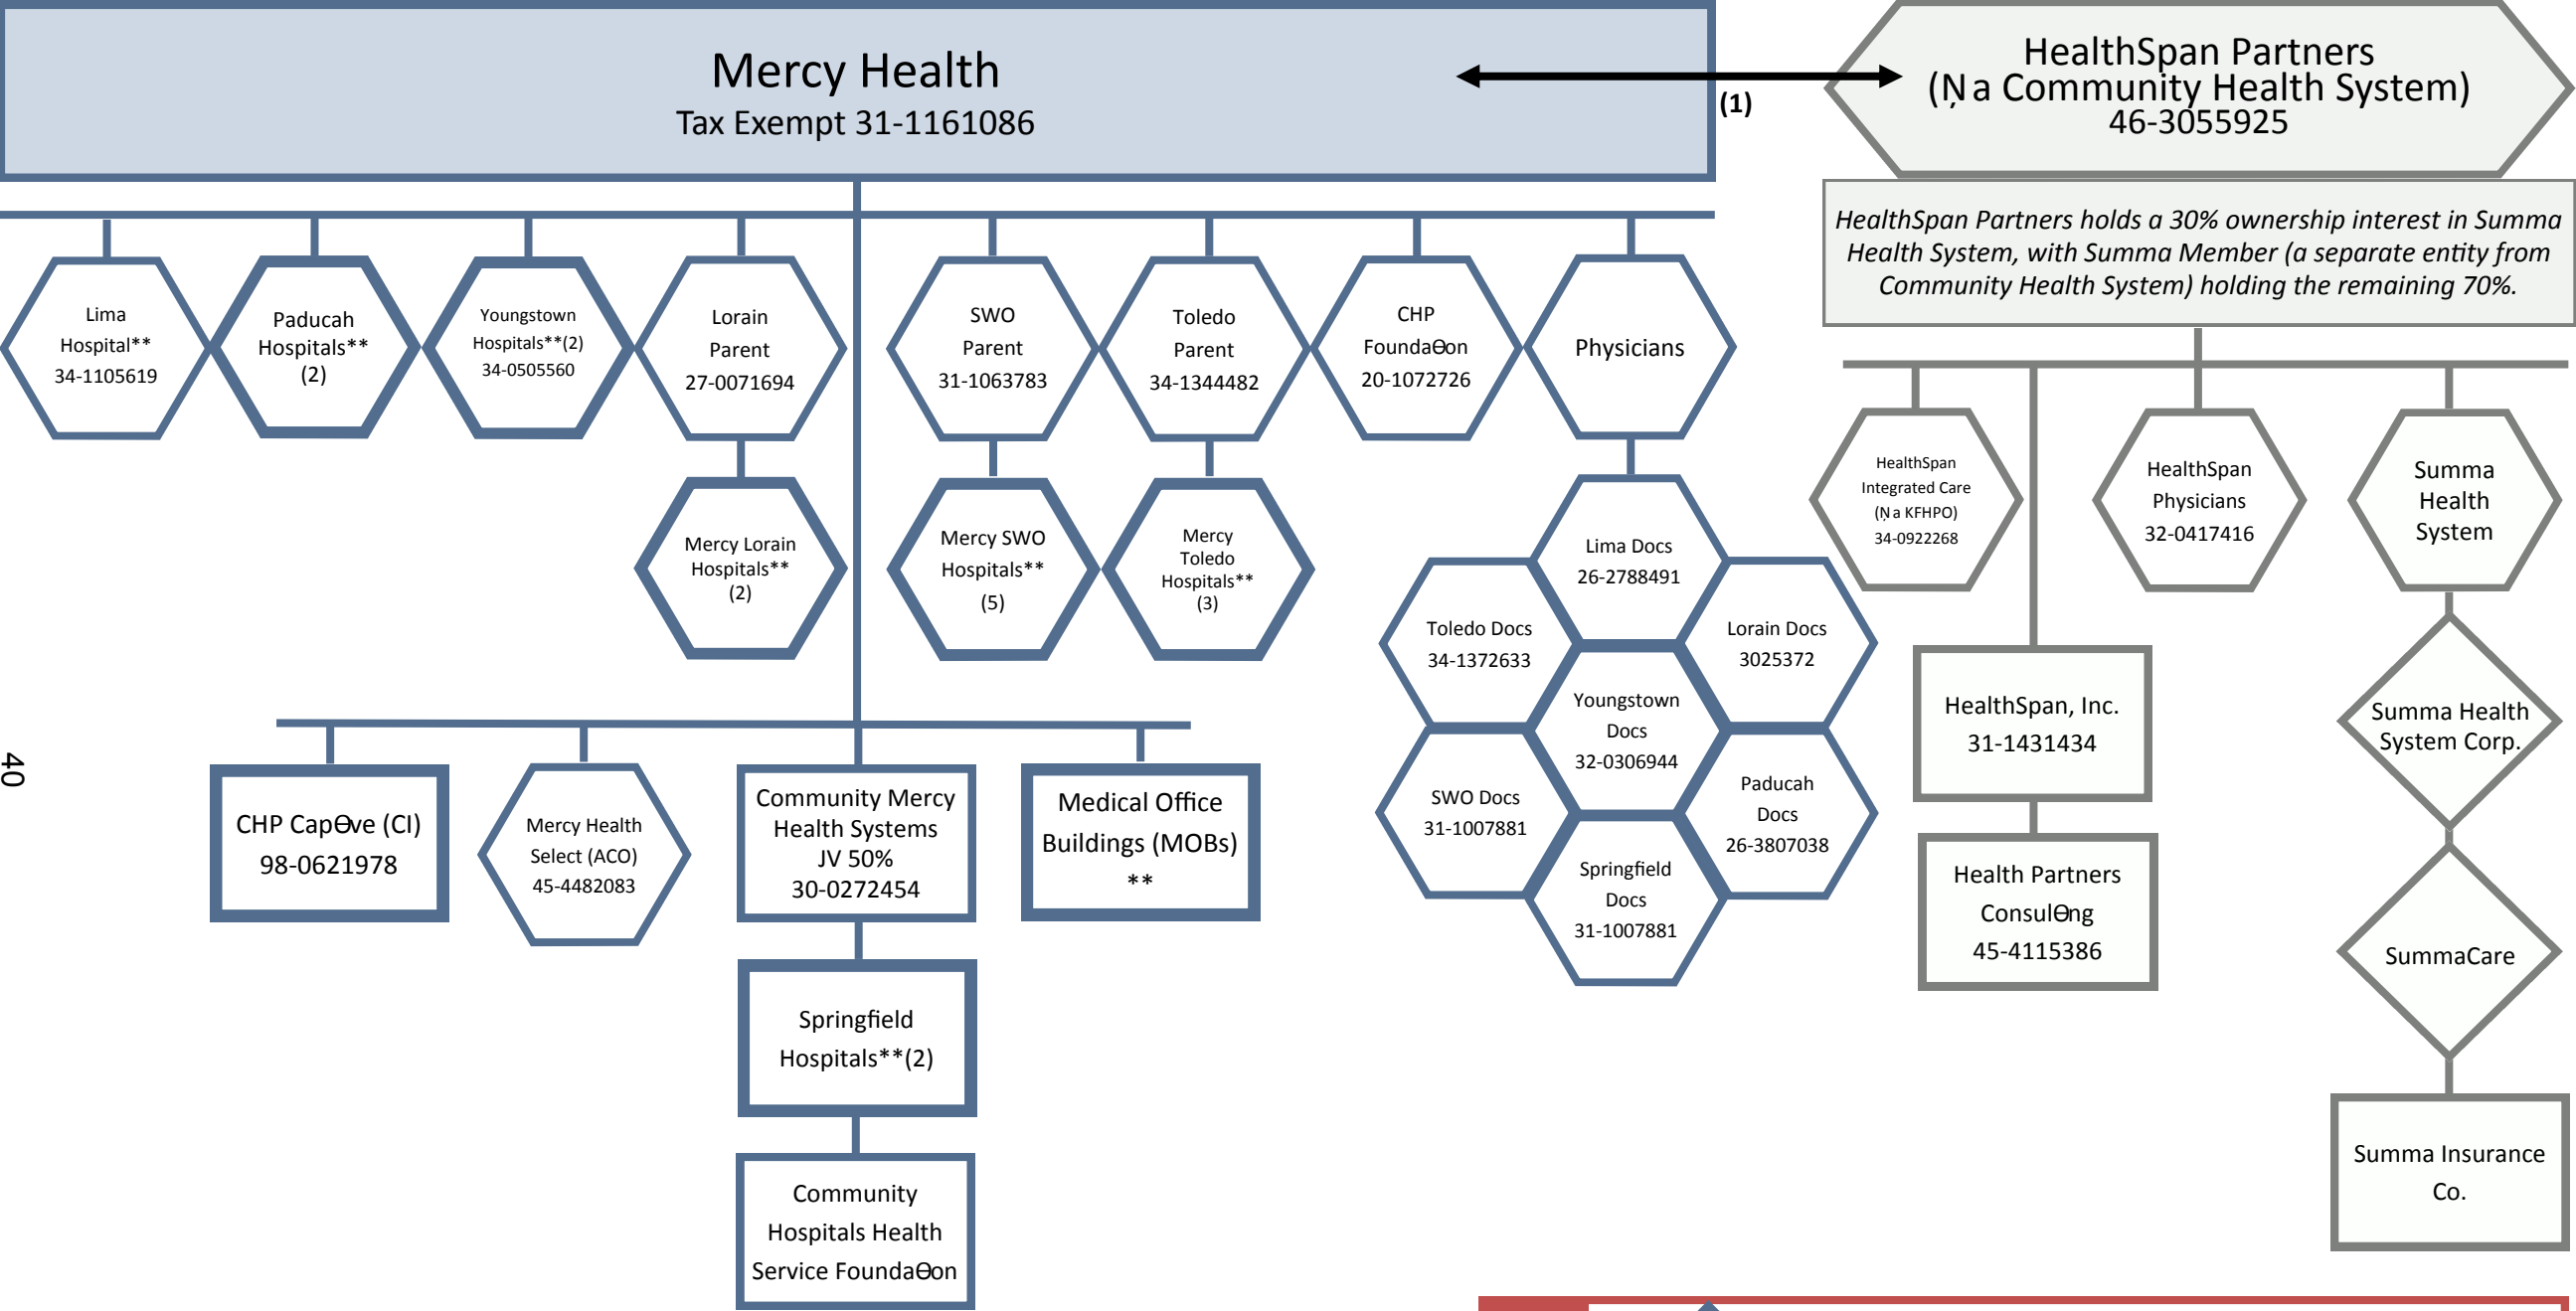 Mercy Health
Tax Exempt 31-1161086
(1)
HealthSpan Partners
(Ņa Community Health System)
46-3055925
HealthSpan Partners holds a 30% ownership interest in Summa
Health System, with Summa Member (a separate entity from
Community Health System) holding the remaining 70%.
Lima
Hospital**
34-1105619
Paducah
Hospitals**
(2)
Youngstown
Hospitals**(2)
34-0505560
Lorain
Parent
27-0071694
SWO
Parent
31-1063783
Toledo
Parent
34-1344482
CHP
FoundaƟon
20-1072726
Physicians
Mercy Lorain
Hospitals**
(2)
Mercy SWO
Hospitals**
(5)
Mercy
Toledo
Hospitals**
(3)
Lima Docs
26-2788491
Toledo Docs
34-1372633
Lorain Docs
3025372
Youngstown
Docs
32-0306944
SWO Docs
31-1007881
Paducah
Docs
26-3807038
Springfield
Docs
31-1007881
HealthSpan
Integrated Care
(Ņa KFHPO)
34-0922268
HealthSpan
Physicians
32-0417416
Summa
Health
System
HealthSpan, Inc.
31-1431434
Health Partners
ConsulƟng
45-4115386
Summa Health
System Corp.
SummaCare
Summa Insurance
Co.
CHP CapƟve (CI)
98-0621978
Mercy Health
Select (ACO)
45-4482083
Community Mercy
Health Systems
JV 50%
30-0272454
Medical Office
Buildings (MOBs)
**
Springfield
Hospitals**(2)
Community
Hospitals Health
Service FoundaƟon
40